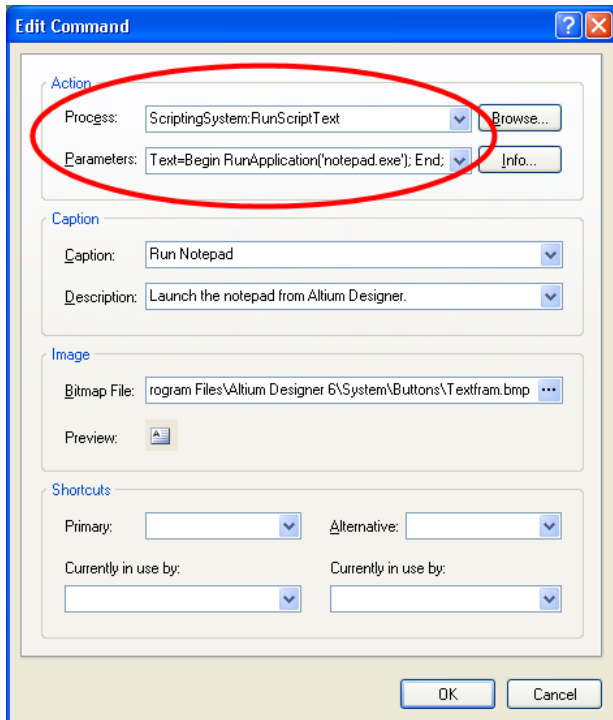 Edit Command
Action
Process: ScriptingSystem:RunScriptText Browse...
Parameters: Text=Begin RunApplication('notepad.exe'); End; Info...
Caption
Caption: Run Notepad
Description: Launch the notepad from Altium Designer.
Image
Bitmap File: rogram Files\Altium Designer 6\System\Buttons\Textfram.bmp ...
Preview: A
Shortcuts
Primary: Alternative:
Currently in use by: Currently in use by:
OK Cancel